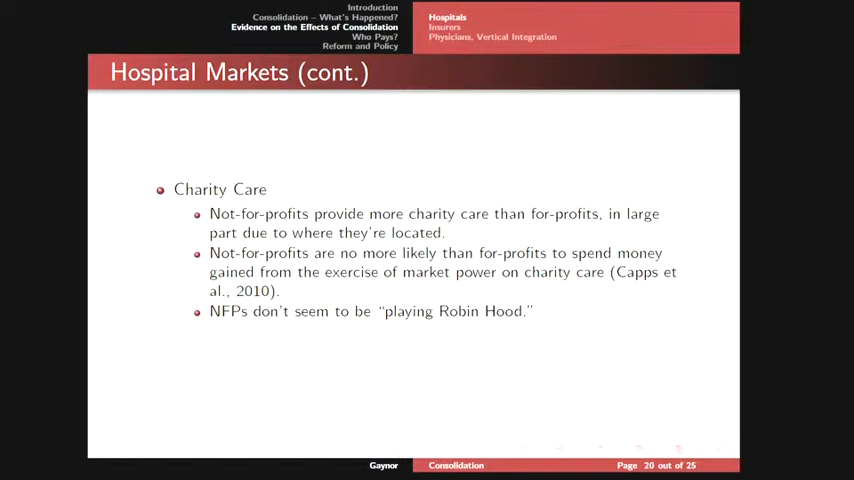 Introduction
Consolidation – What's Happened?
Evidence on the Effects of Consolidation
Who Pays?
Reform and Policy
Hospitals
Insurers
Physicians, Vertical Integration
Hospital Markets (cont.)
Charity Care
Not-for-profits provide more charity care than for-profits, in large
part due to where they're located.
Not-for-profits are no more likely than for-profits to spend money
gained from the exercise of market power on charity care (Capps et
al., 2010).
NFPs don't seem to be “playing Robin Hood.”
Gaynor
Consolidation
Page 20 out of 25